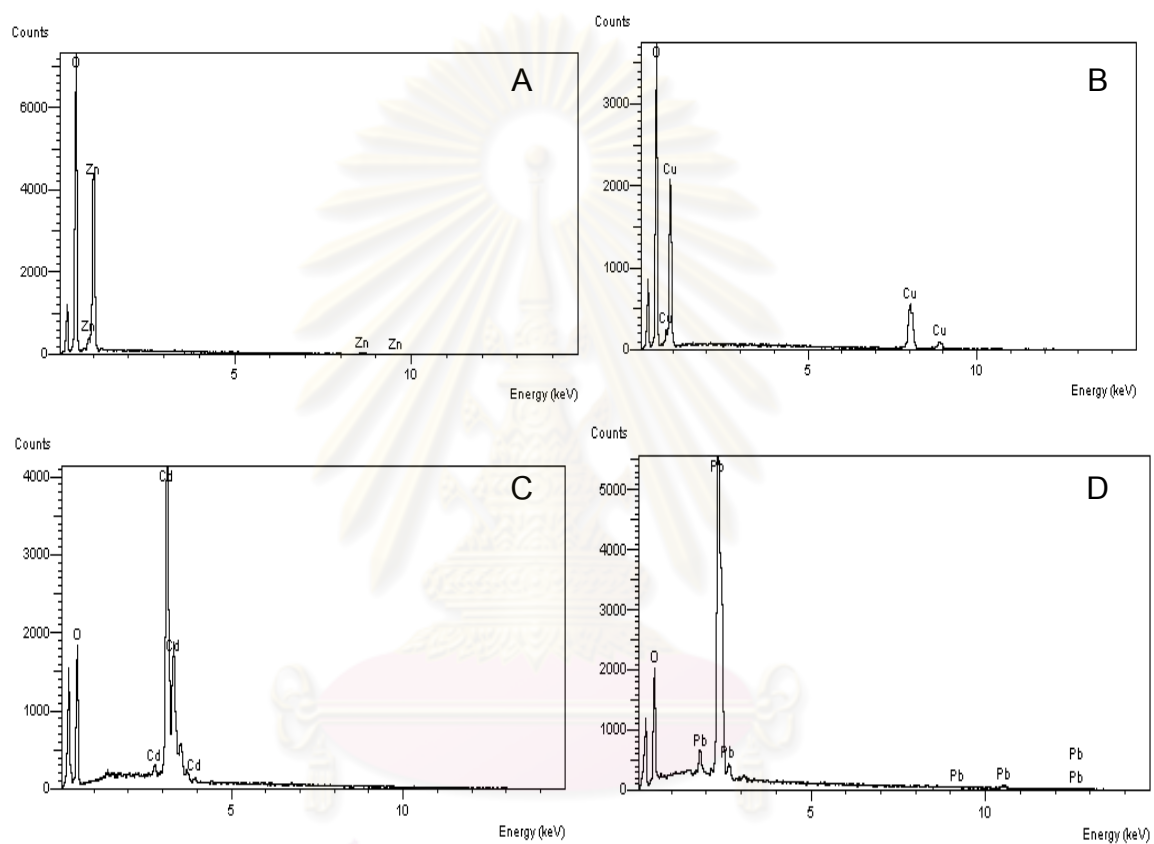 Counts
A
O
6000
Zn
4000
2000
Zn
Zn
Zn
0
5
10
Energy (keV)
Counts
B
O
3000
Cu
2000
1000
Cu
Cu
Cu
0
5
10
Energy (keV)
Counts
C
4000
Cd
3000
2000
O
Cd
1000
Cd
Cd
0
5
10
Energy (keV)
Counts
D
Pb
5000
4000
3000
2000
O
1000
Pb
Pb
Pb
Pb
Pb
Pb
0
5
10
Energy (keV)